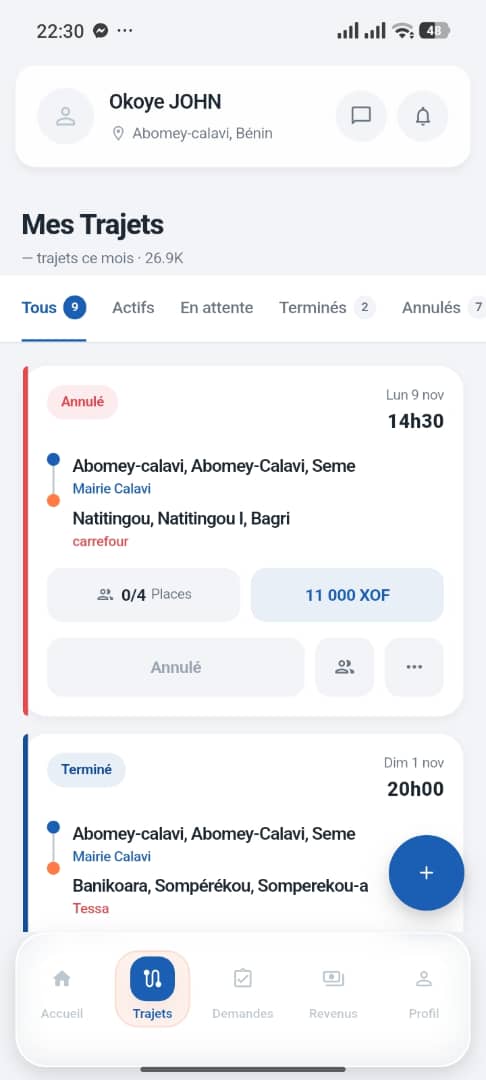 22:30 ...
48
Okoye JOHN
Abomey-calavi, Bénin
Mes Trajets
— trajets ce mois · 26.9K
Tous 9 Actifs En attente Terminés 2 Annulés 7
Annulé
Lun 9 nov
14h30
Abomey-calavi, Abomey-Calavi, Seme
Mairie Calavi
Natitingou, Natitingou I, Bagri
carrefour
0/4 Places
11 000 XOF
Annulé
Terminé
Dim 1 nov
20h00
Abomey-calavi, Abomey-Calavi, Seme
Mairie Calavi
Banikoara, Sompérékou, Somperekou-a
Tessa
+
Accueil Trajets Demandes Revenus Profil